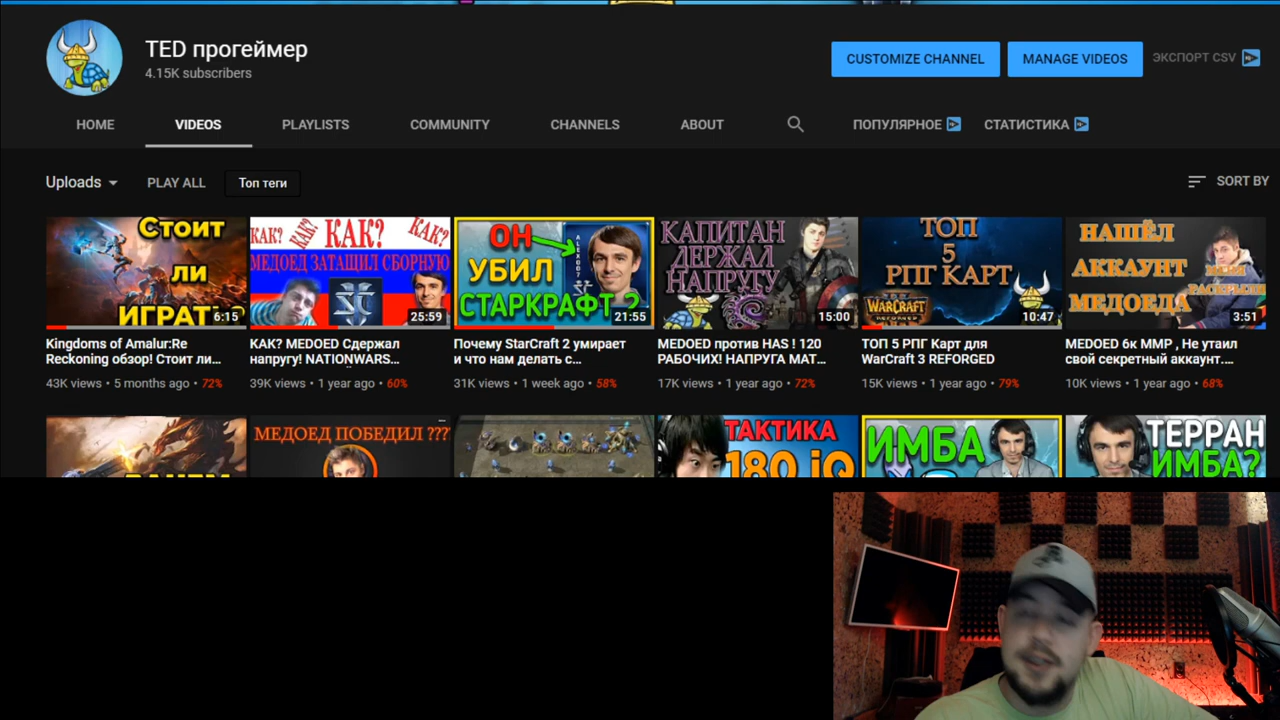 TED прогеймер
4.15K subscribers
CUSTOMIZE CHANNEL
MANAGE VIDEOS
ЭКСПОРТ CSV
HOME
VIDEOS
PLAYLISTS
COMMUNITY
CHANNELS
ABOUT
ПОПУЛЯРНОЕ
СТАТИСТИКА
Uploads
PLAY ALL
Топ теги
SORT BY
Стоит
ЛИ
ИГРАТЬ
6:15
КАК?
КАК?
КАК?
КАК?
МЕДОЕД ЗАТАЩИЛ СБОРНУЮ
25:59
ОН
УБИЛ
СТАРКРАФТ 2
ALEX007
21:55
КАПИТАН
ДЕРЖАЛ
НАПРУГУ
15:00
ТОП
5
РПГ КАРТ
WARCRAFT
REFORGED
10:47
НАШЁЛ
АККАУНТ
МЕДОЕДА
МЕНЯ
РАСКРЫЛИ
3:51
Kingdoms of Amalur:Re
Reckoning обзор! Стоит ли...
43K views • 5 months ago • 72%
КАК? MEDOED Сдержал
напругу! NATIONWARS...
39K views • 1 year ago • 60%
Почему StarCraft 2 умирает
и что нам делать с...
31K views • 1 week ago • 58%
MEDOED против HAS ! 120
РАБОЧИХ! НАПРУГА МАТ...
17K views • 1 year ago • 72%
ТОП 5 РПГ Карт для
WarCraft 3 REFORGED
15K views • 1 year ago • 79%
MEDOED 6к ММР , Не утаил
свой секретный аккаунт....
10K views • 1 year ago • 68%
МЕДОЕД ПОБЕДИЛ ????
ТАКТИКА
180 iQ
ИМБА
ТЕРРАН
ИМБА?